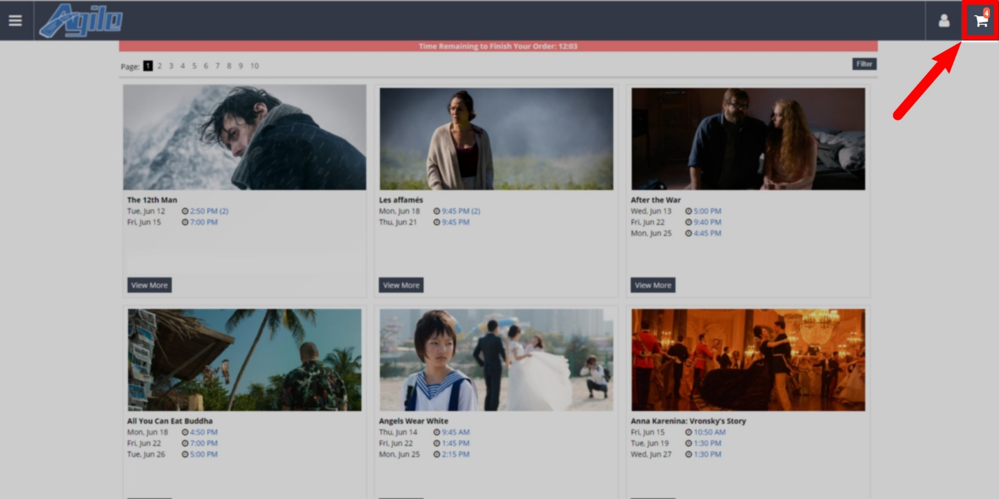 Agile
4
Time Remaining to Finish Your Order: 12:03
Page: 1 2 3 4 5 6 7 8 9 10
Filter
The 12th Man
Tue, Jun 12 2:50 PM (2)
Fri, Jun 15 7:00 PM
View More
Les affamés
Mon, Jun 18 9:45 PM (2)
Thu, Jun 21 9:45 PM
View More
After the War
Wed, Jun 13 5:00 PM
Fri, Jun 22 9:40 PM
Mon, Jun 25 4:45 PM
View More
All You Can Eat Buddha
Mon, Jun 18 4:50 PM
Fri, Jun 22 7:00 PM
Tue, Jun 26 5:00 PM
Angels Wear White
Thu, Jun 14 9:45 AM
Fri, Jun 22 1:45 PM
Mon, Jun 25 2:15 PM
Anna Karenina: Vronsky's Story
Fri, Jun 15 10:50 AM
Tue, Jun 19 1:30 PM
Wed, Jun 27 1:30 PM